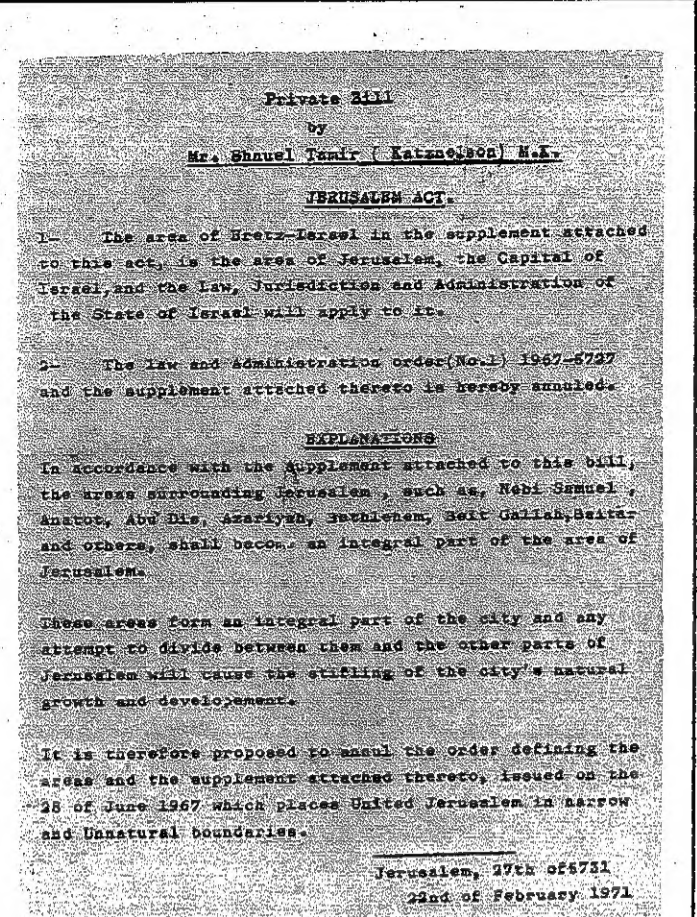 Private Bill
by
Mr. Shmuel Tamir ( Katznelson) M.K.
JERUSALEM ACT.
1- The area of Eretz-Israel in the supplement attached
to this act, is the area of Jerusalem, the Capital of
Israel,and the Law, Jurisdiction and Administration of
the State of Israel will apply to it.
2- The law and Administration order(No.1) 1967-5727
and the supplement attached thereto is hereby annuled.
EXPLANATIONS
In accordance with the supplement attached to this bill,
the areas surrounding Jerusalem , such as, Nebi Samuel ,
Anatot, Abu Dis, Azariyah, Bethlehem, Beit Gallah,Beitar
and others, shall become an integral part of the area of
Jerusalem.
These areas form an integral part of the city and any
attempt to divide between them and the other parts of
Jerusalem will cause the stifling of the city's natural
growth and developement.
It is therefore proposed to annul the order defining the
areas and the supplement attached thereto, issued on the
28 of June 1967 which places United Jerusalem in narrow
and Unnatural boundaries.
Jerusalem, 27th of5731
22nd of February 1971